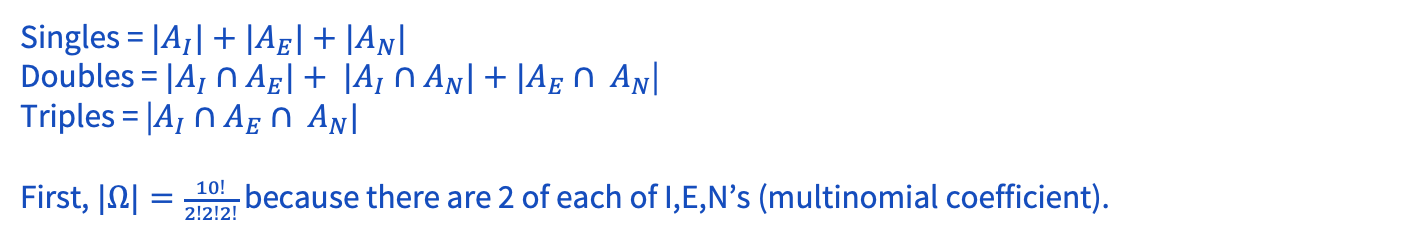 Singles = |A_I| + |A_E| + |A_N|
Doubles = |A_I ∩ A_E| + |A_I ∩ A_N| + |A_E ∩ A_N|
Triples = |A_I ∩ A_E ∩ A_N|
First, |Ω| = 10!/2!2!2! because there are 2 of each of I,E,N’s (multinomial coefficient).